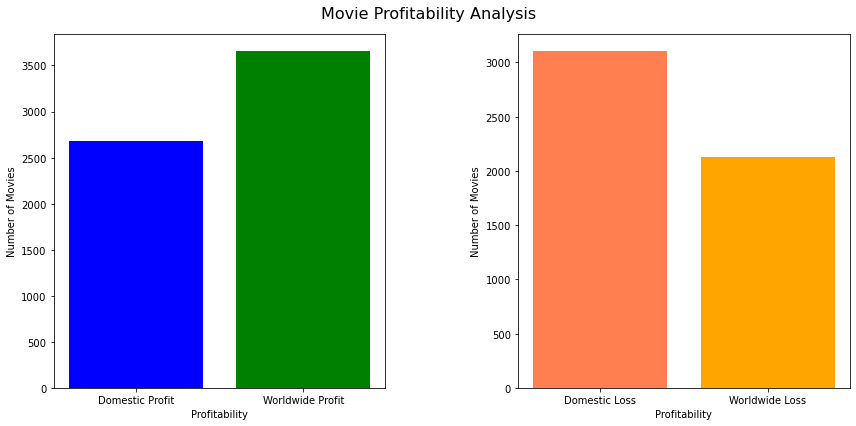 Movie Profitability Analysis
Number of Movies
3500
3000
2500
2000
1500
1000
500
0
Domestic Profit
Worldwide Profit
Profitability
Number of Movies
3000
2500
2000
1500
1000
500
0
Domestic Loss
Worldwide Loss
Profitability